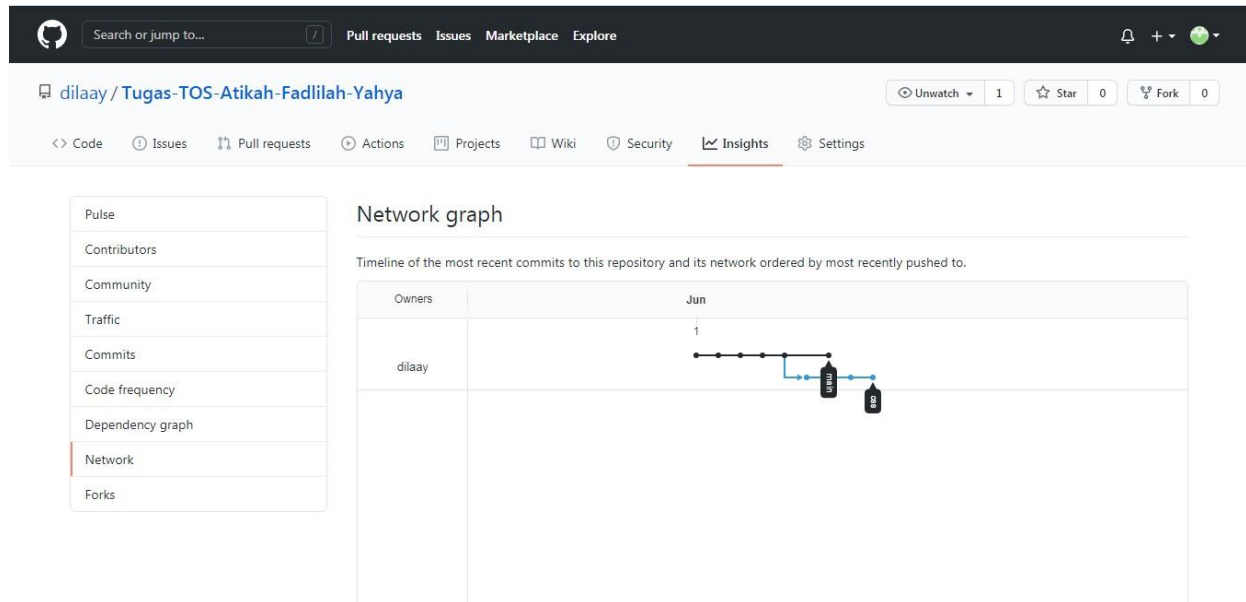 Search or jump to... /
Pull requests Issues Marketplace Explore
dilaay / Tugas-TOS-Atikah-Fadlilah-Yahya
Unwatch 1 Star 0 Fork 0
Code Issues Pull requests Actions Projects Wiki Security Insights Settings
Pulse
Contributors
Community
Traffic
Commits
Code frequency
Dependency graph
Network
Forks
Network graph
Timeline of the most recent commits to this repository and its network ordered by most recently pushed to.
Owners Jun
1
dilaay
main